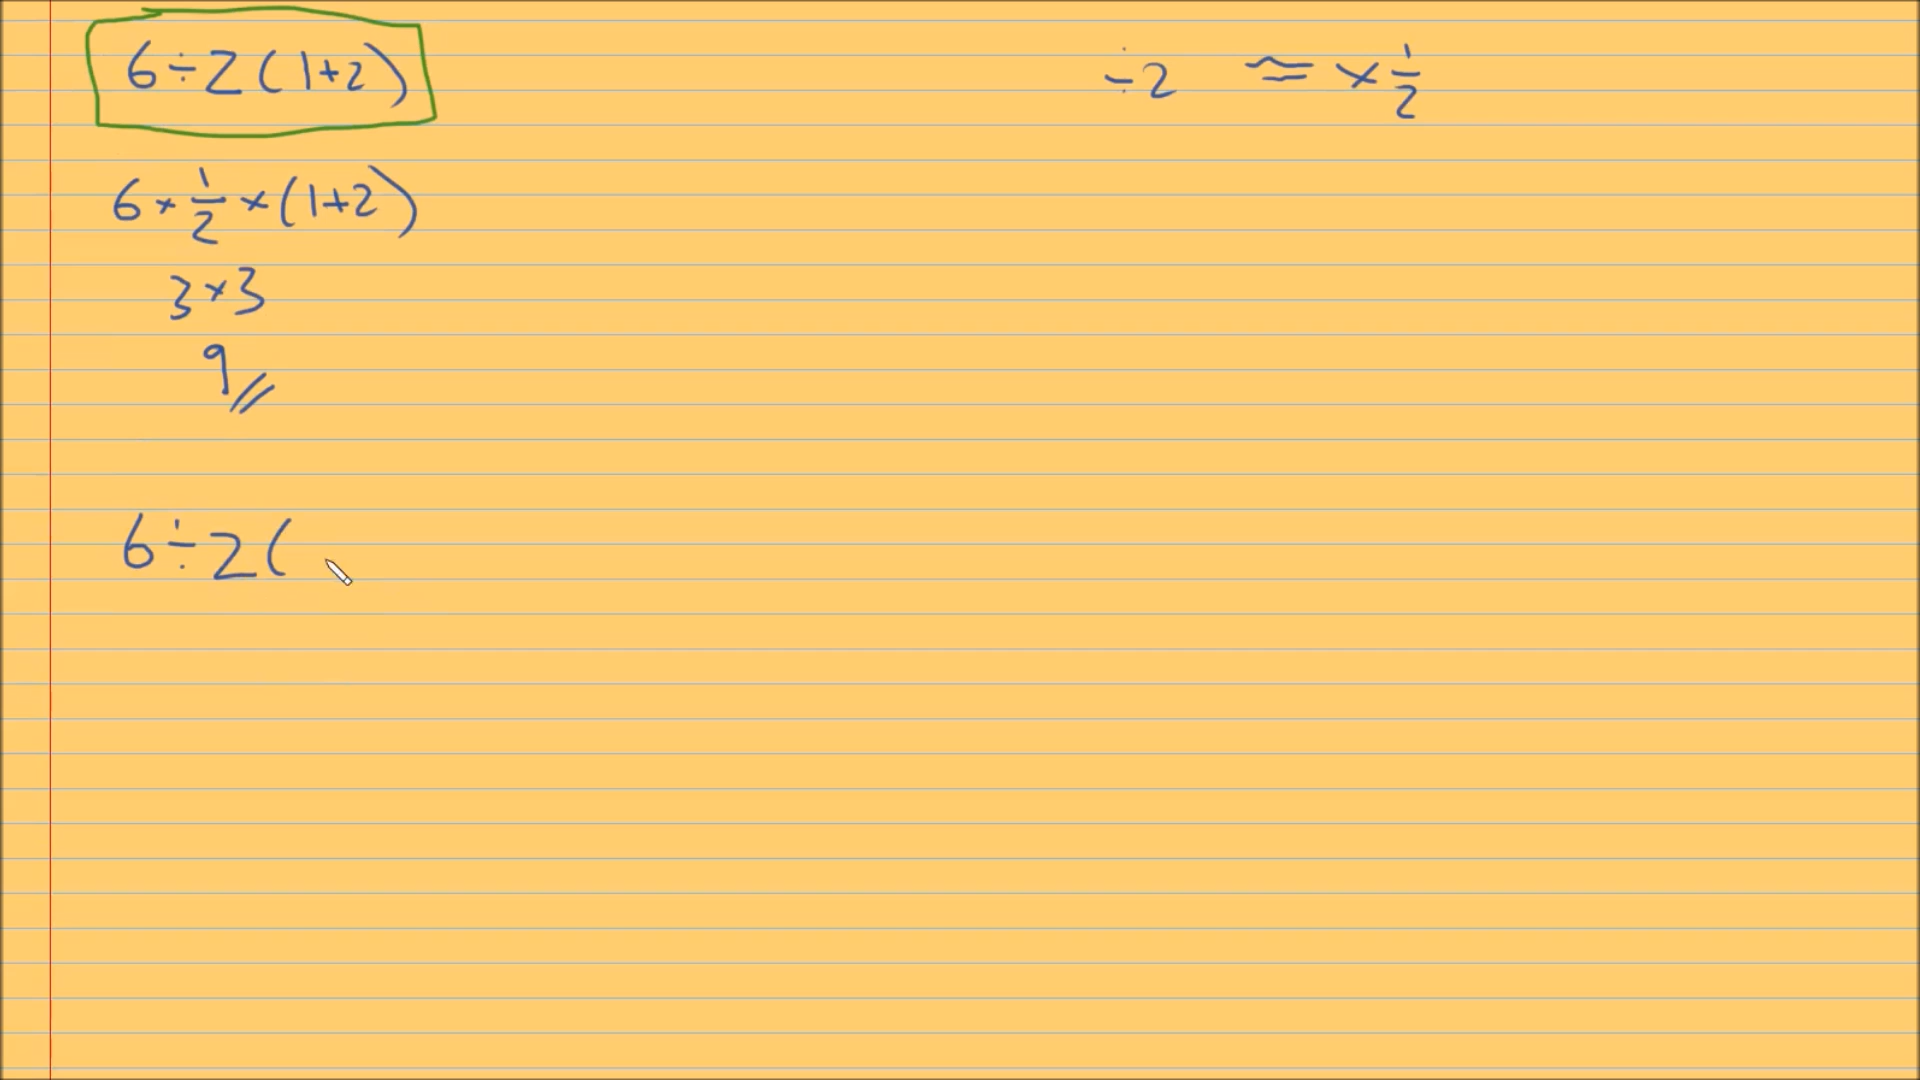 6÷2(1+2)
÷2 ≈ × 1/2
6 × 1/2 × (1+2)
3×3
9
6÷2(